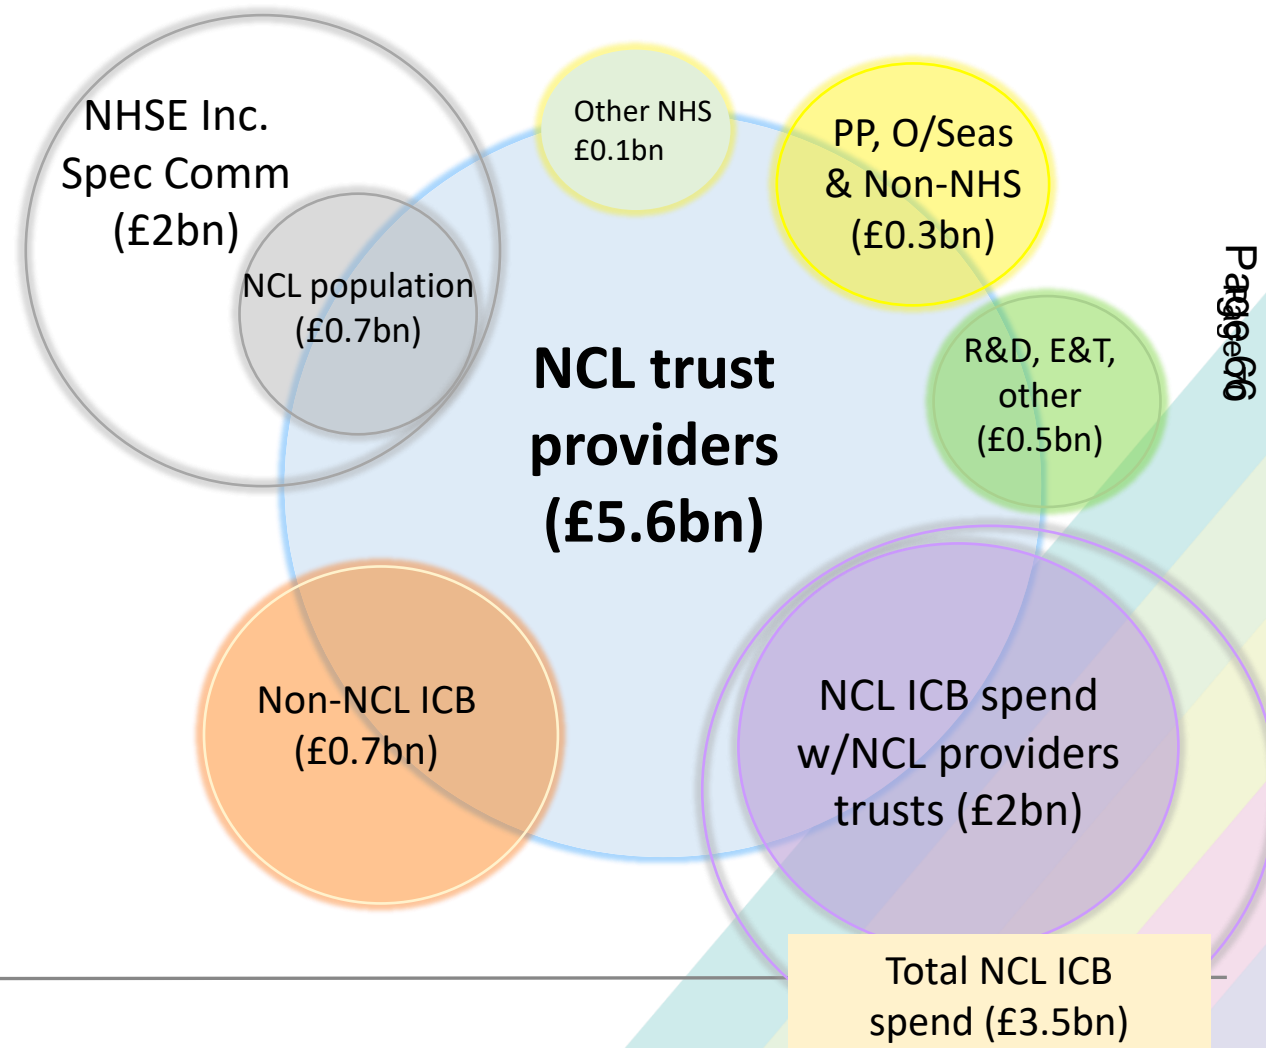 NHSE Inc.
Spec Comm
(£2bn)
NCL population
(£0.7bn)
Other NHS
£0.1bn
PP, O/Seas
& Non-NHS
(£0.3bn)
R&D, E&T,
other
(£0.5bn)
NCL trust
providers
(£5.6bn)
Non-NCL ICB
(£0.7bn)
NCL ICB spend
w/NCL providers
trusts (£2bn)
Total NCL ICB
spend (£3.5bn)
Page 66